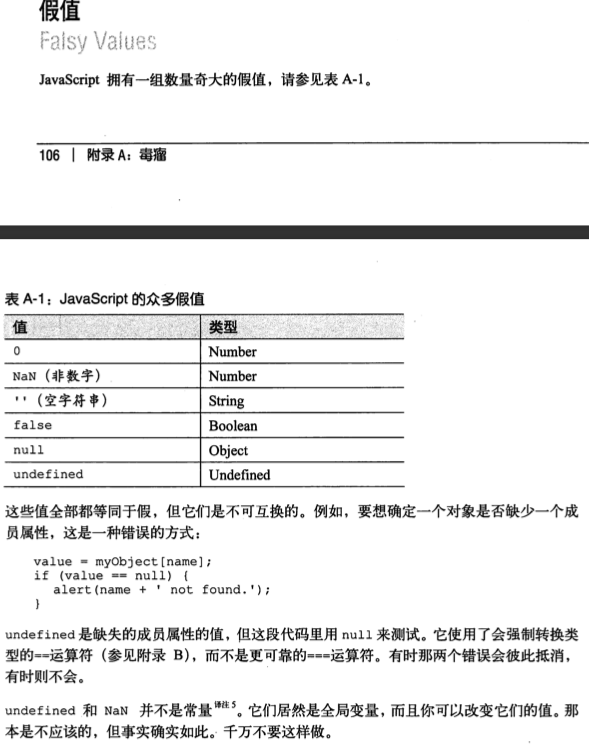 假值
Falsy Values
JavaScript 拥有一组数量奇大的假值，请参见表 A-1。
106 | 附录 A：毒瘤
表 A-1：JavaScript 的众多假值
值 类型
0 Number
NaN（非数字） Number
''（空字符串） String
false Boolean
null Object
undefined Undefined
这些值全部都等同于假，但它们是不可互换的。例如，要想确定一个对象是否缺少一个成
员属性，这是一种错误的方式：
value = myObject[name];
if (value == null) {
alert(name + ' not found.');
}
undefined 是缺失的成员属性的值，但这段代码里用 null 来测试。它使用了会强制转换类
型的==运算符（参见附录 B），而不是更可靠的===运算符。有时那两个错误会彼此抵消，
有时则不会。
undefined 和 NaN 并不是常量译注5。它们居然是全局变量，而且你可以改变它们的值。那
本是不应该的，但事实确实如此。千万不要这样做。